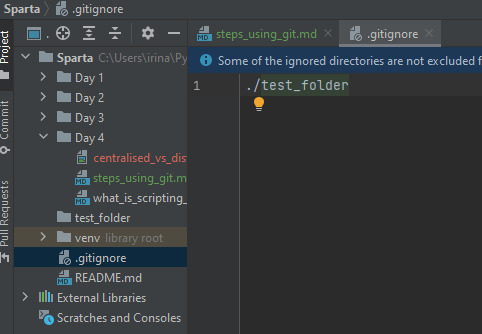 Sparta .gitignore
Project
Commit
Pull Requests
Sparta C:\Users\irina\Py
Day 1
Day 2
Day 3
Day 4
centralised_vs_dis
steps_using_git.m
what_is_scripting_
test_folder
venv library root
.gitignore
README.md
External Libraries
Scratches and Consoles
steps_using_git.md
.gitignore
Some of the ignored directories are not excluded f
1 ./test_folder